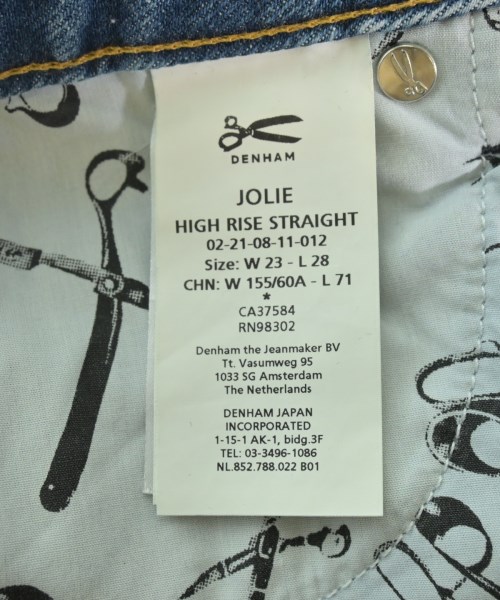 DENHAM
JOLIE
HIGH RISE STRAIGHT
02-21-08-11-012
Size: W 23 - L 28
CHN: W 155/60A - L 71
*
CA37584
RN98302
Denham the Jeanmaker BV
Tt. Vasumweg 95
1033 SG Amsterdam
The Netherlands
DENHAM JAPAN
INCORPORATED
1-15-1 AK-1, bidg.3F
TEL: 03-3496-1086
NL.852.788.022 B01